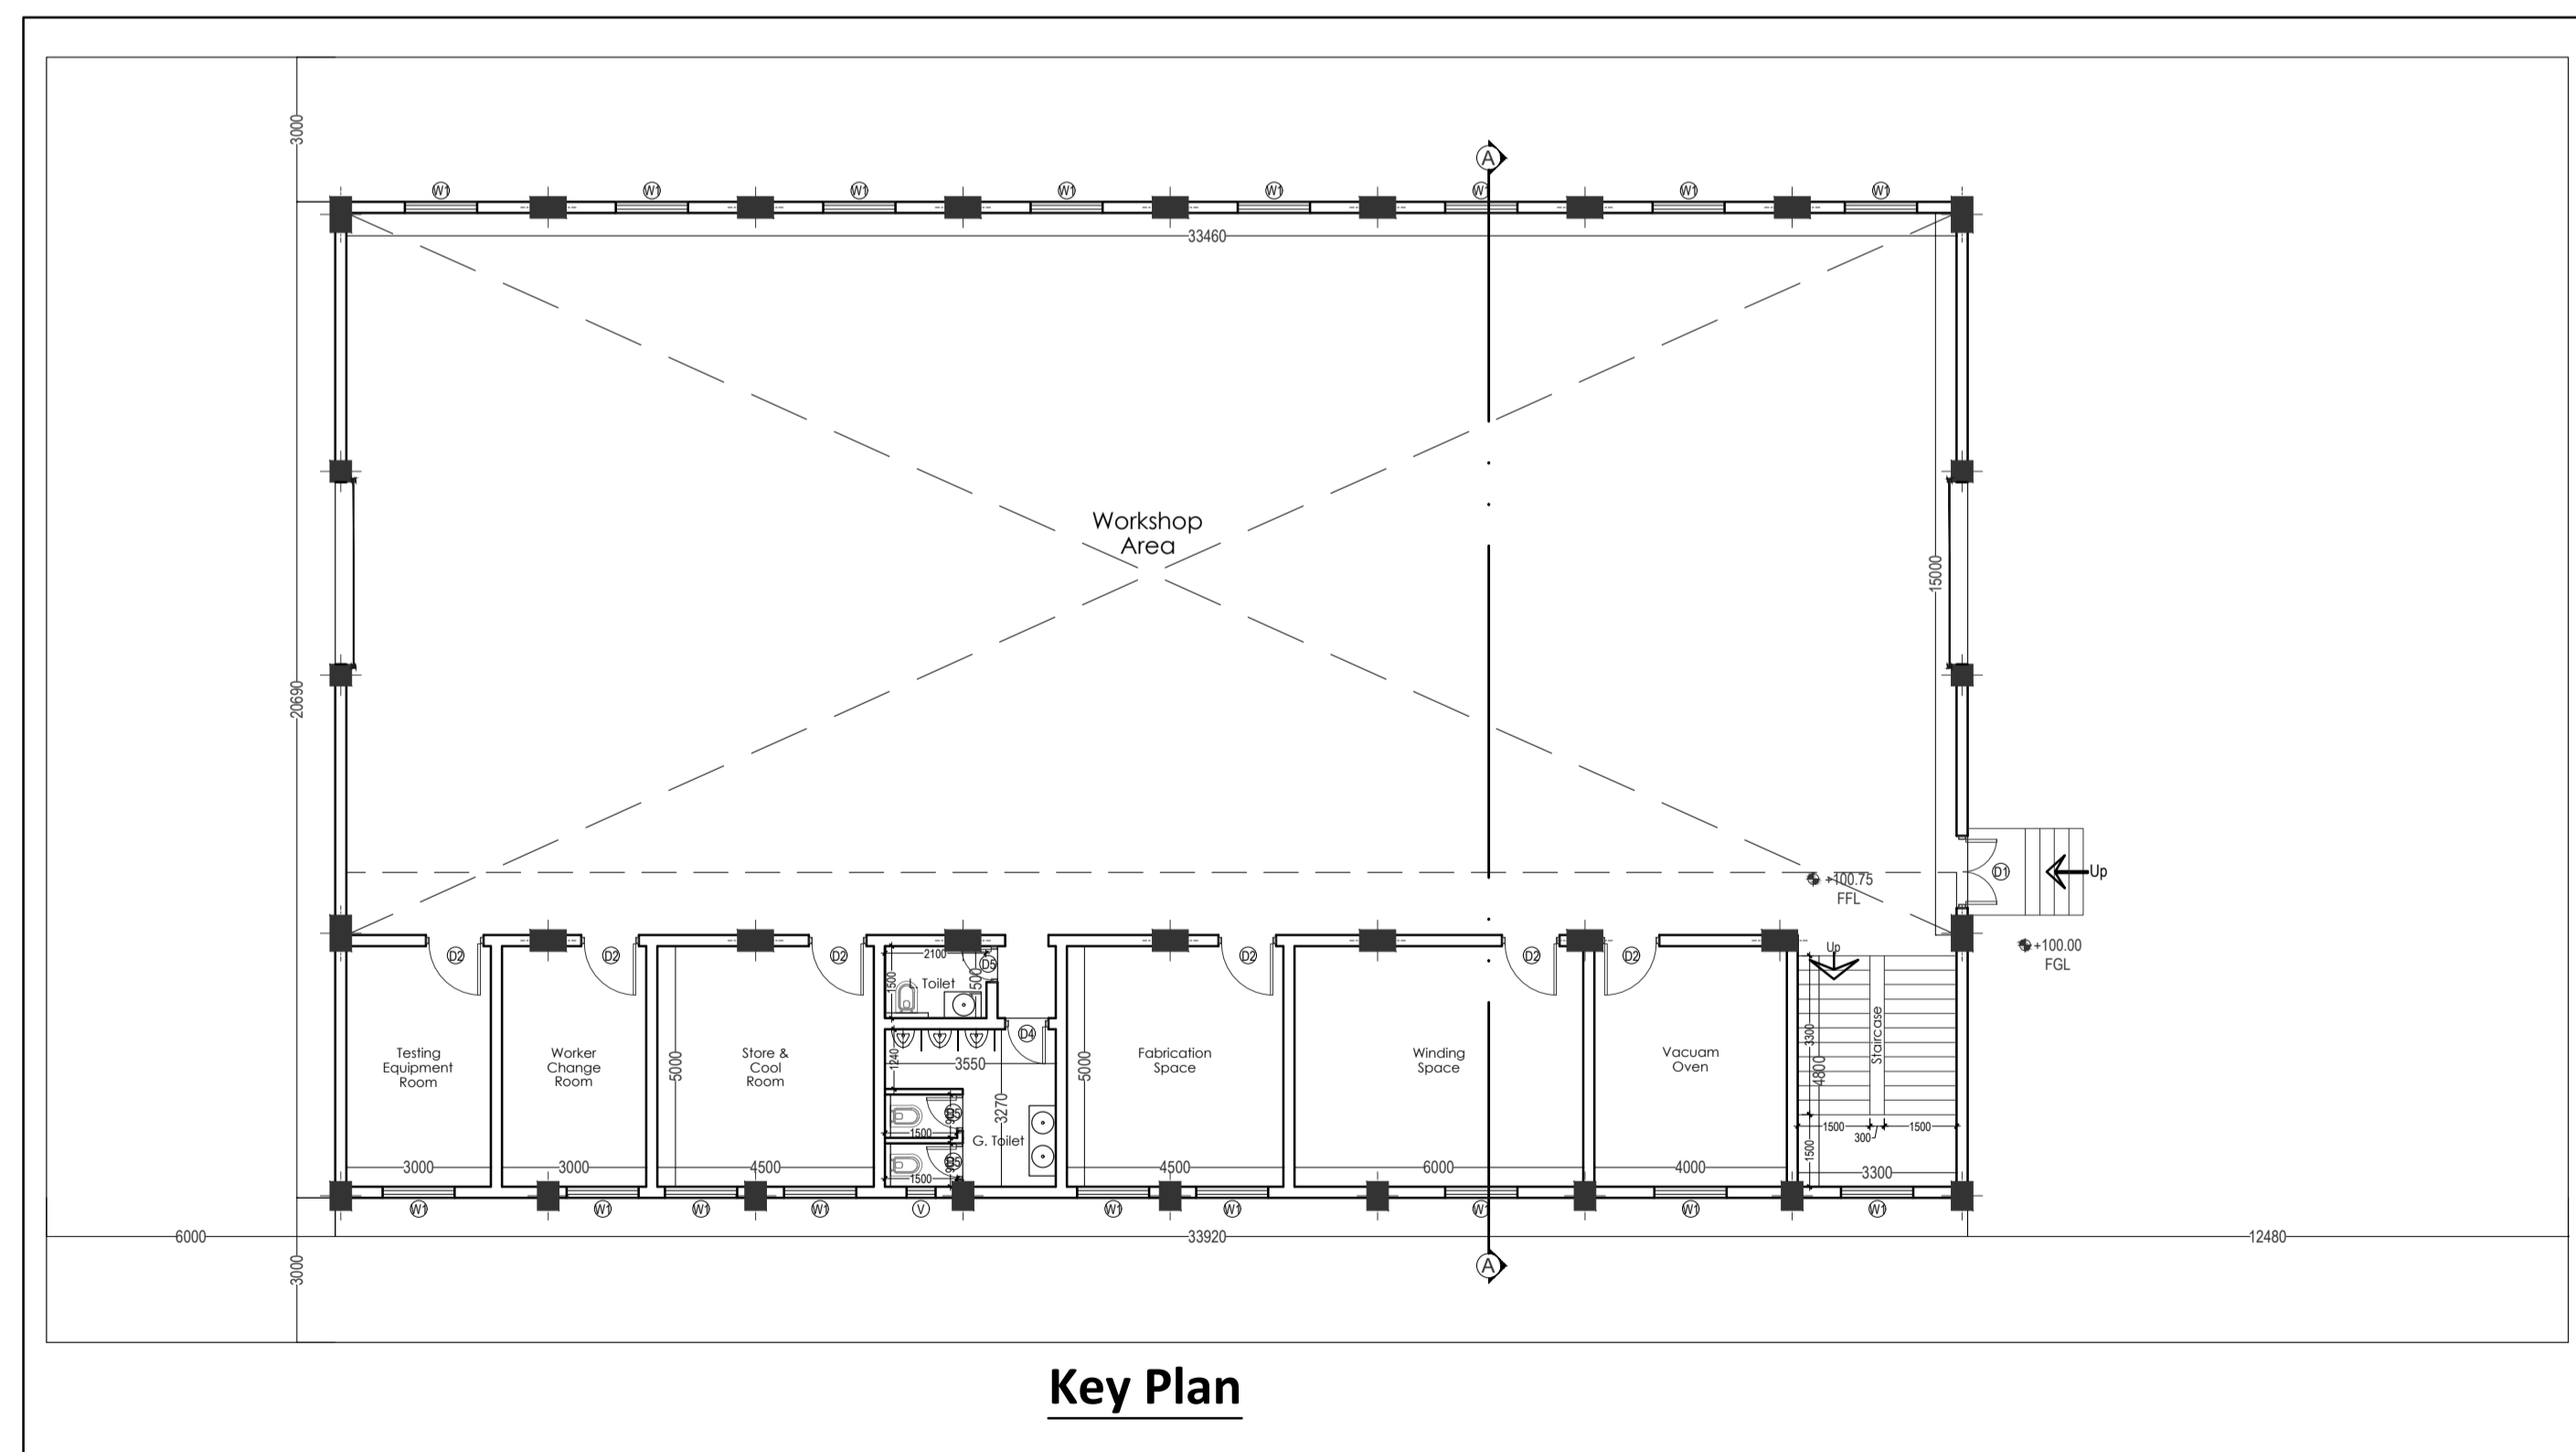 3000
A
W1 W1 W1 W1 W1 W1 W1 W1
33460
Workshop
Area
15000
20690
D1
Up
+100.75
FFL
+100.00
FGL
D2 D2 D2 D2 D2 D2
2100
D5
1500
1500
L. Toilet
Up
D4
Testing
Equipment
Room
Worker
Change
Room
Store &
Cool
Room
5000
1240
3550
5000
Fabrication
Space
Winding
Space
Vacuum
Oven
3300
4800
Staircase
3270
1500
G. Toilet
1500
1500
300
1500
1500
3000
3000
4500
4500
6000
4000
3300
W1 W1 W1 W1 V W1 W1 W1 W1 W1
6000
33920
12480
3000
A
Key Plan